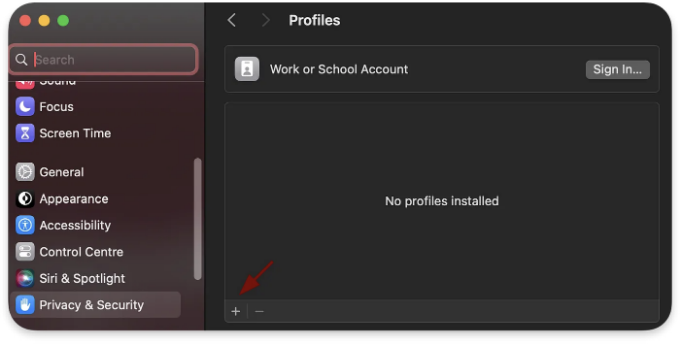 Profiles
Search
Sound
Focus
Screen Time
General
Appearance
Accessibility
Control Centre
Siri & Spotlight
Privacy & Security
Work or School Account
Sign In...
No profiles installed
+ −